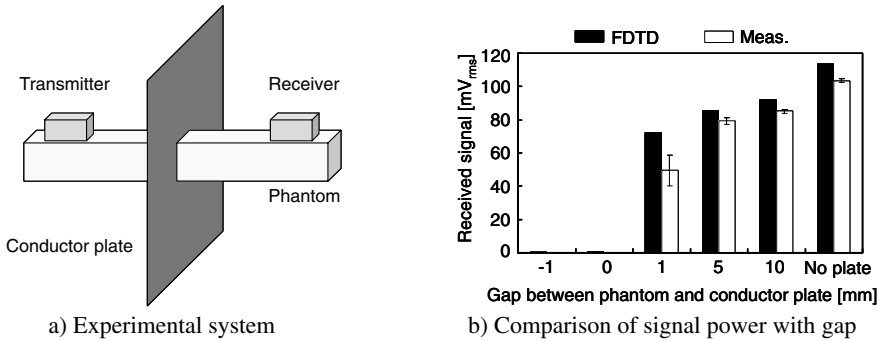 Transmitter
Receiver
Phantom
Conductor plate
a) Experimental system
FDTD
Meas.
Received signal [mVrms]
120
100
80
60
40
20
0
-1
0
1
5
10
No plate
Gap between phantom and conductor plate [mm]
b) Comparison of signal power with gap